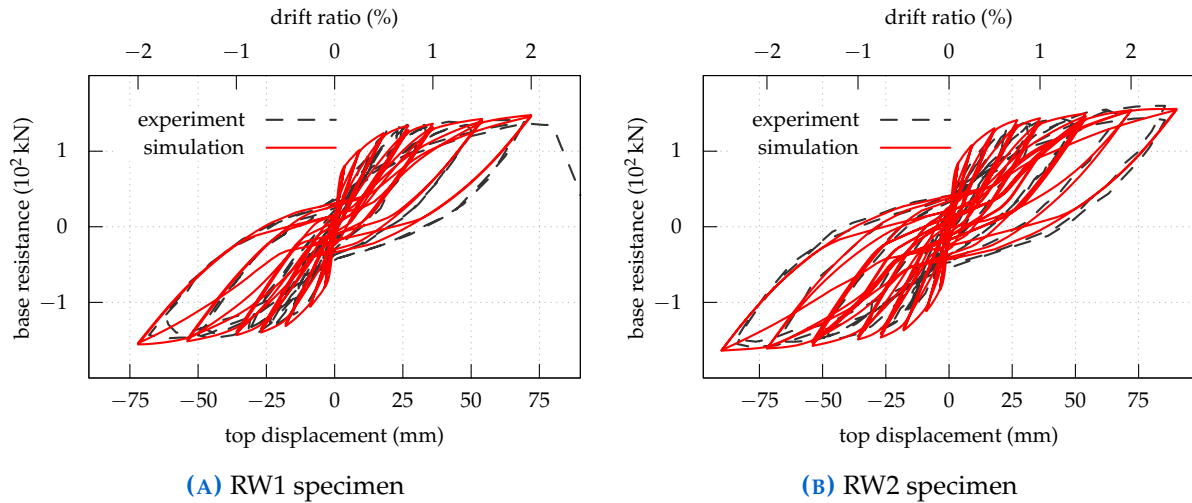 drift ratio (%)
−2 −1 0 1 2
experiment
simulation
base resistance (10² kN)
1
0
−1
−75 −50 −25 0 25 50 75
top displacement (mm)
(A) RW1 specimen
drift ratio (%)
−2 −1 0 1 2
experiment
simulation
base resistance (10² kN)
1
0
−1
−75 −50 −25 0 25 50 75
top displacement (mm)
(B) RW2 specimen